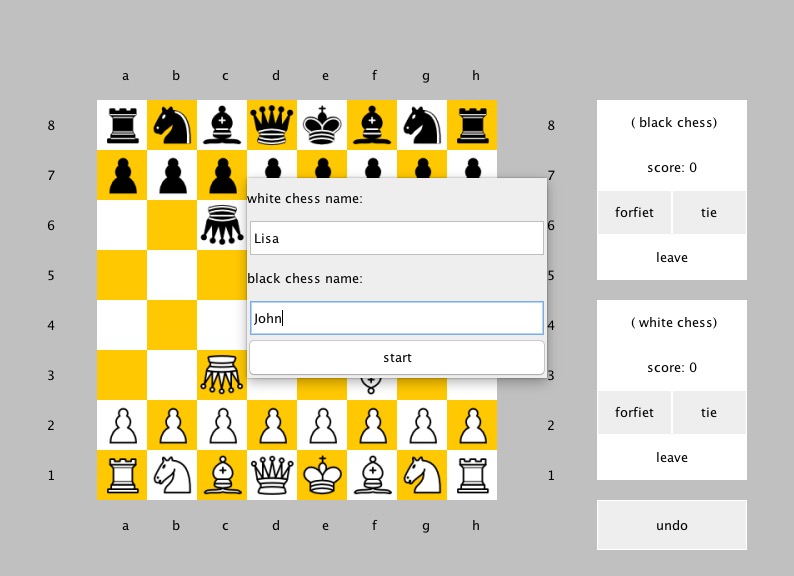 a b c d e f g h
8 8
7 7
6 6
5 5
4 4
3 3
2 2
1 1
a b c d e f g h
white chess name:
Lisa
black chess name:
John
start
( black chess)
score: 0
forfiet tie
leave
( white chess)
score: 0
forfiet tie
leave
undo